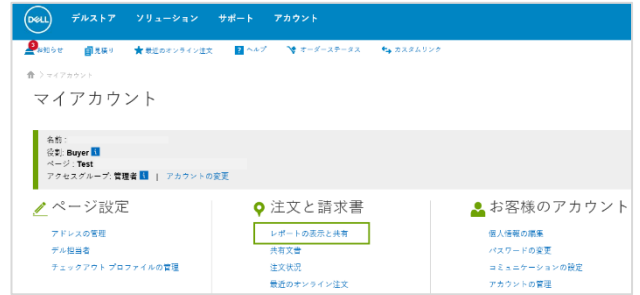 DELL デルストア ソリューション サポート アカウント
3 お知らせ 見積り 最近のオンライン注文 ? ヘルプ オーダーステータス カスタムリンク
> マイアカウント
マイアカウント
名前 :
役割: Buyer i
ページ : Test
アクセスグループ: 管理者 i | アカウントの変更
ページ設定 注文と請求書 お客様のアカウント
アドレスの管理 レポートの表示と共有 個人情報の編集
デル担当者 共有文書 パスワードの変更
チェックアウト プロファイルの管理 注文状況 コミュニケーションの設定
最近のオンライン注文 アカウントの管理